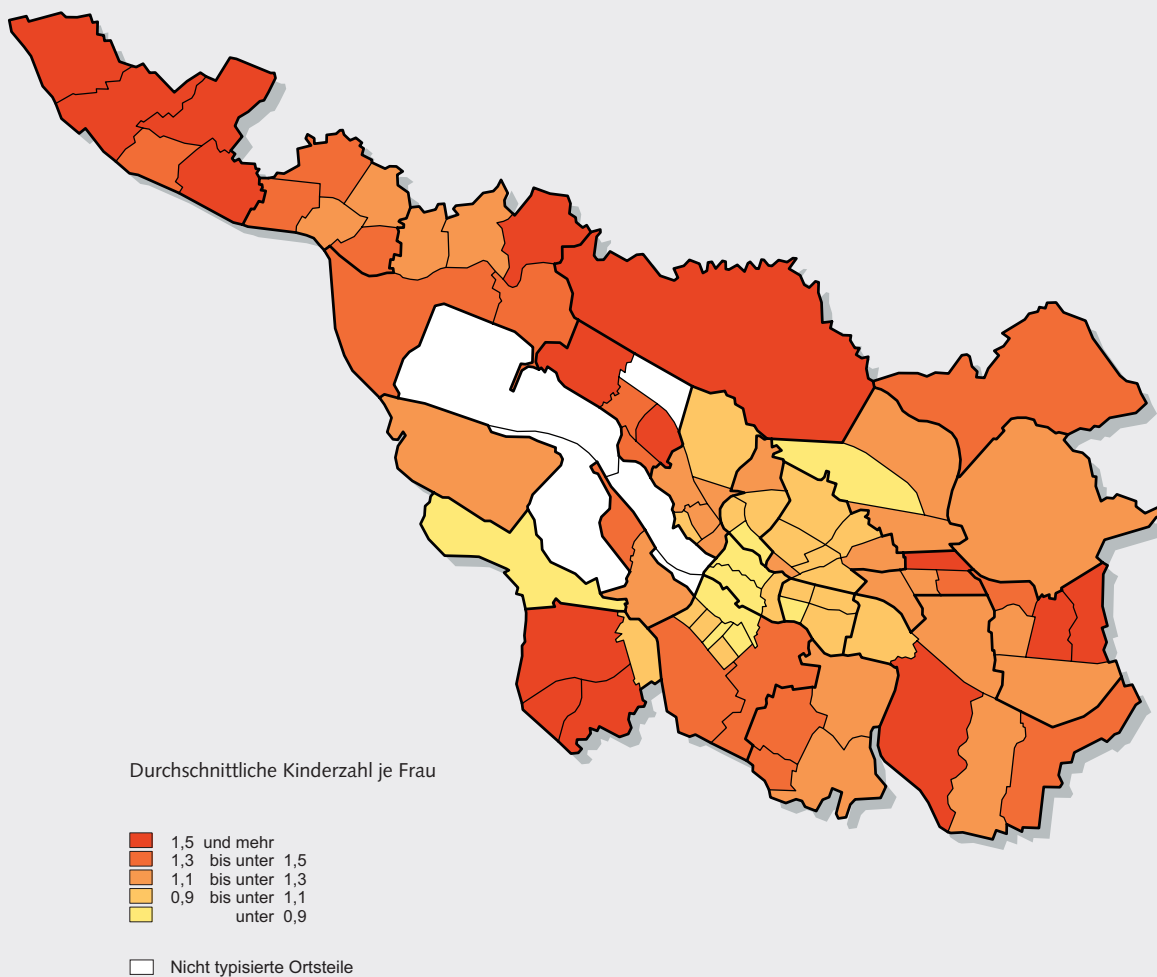 Durchschnittliche Kinderzahl je Frau
1,5 und mehr
1,3 bis unter 1,5
1,1 bis unter 1,3
0,9 bis unter 1,1
unter 0,9
Nicht typisierte Ortsteile